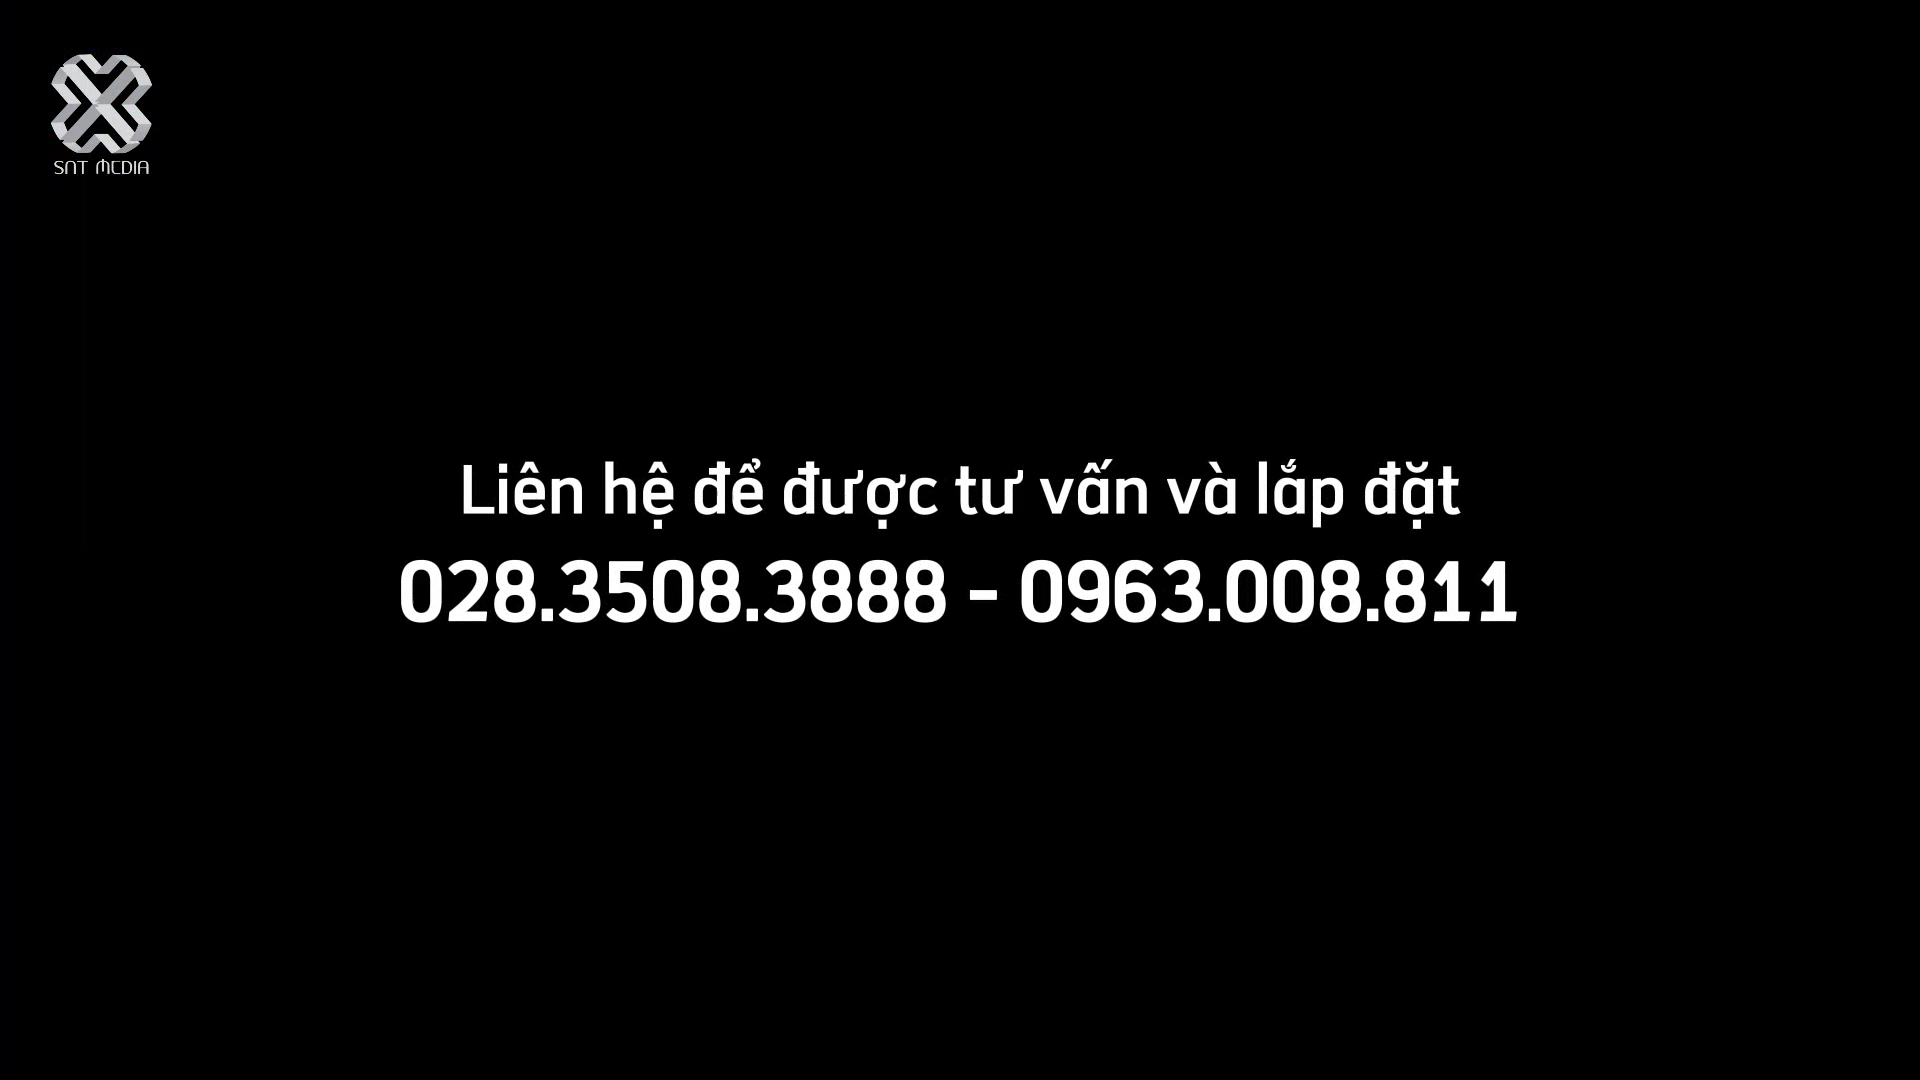 SNT MEDIA
Liên hệ để được tư vấn và lắp đặt
028.3508.3888 - 0963.008.811